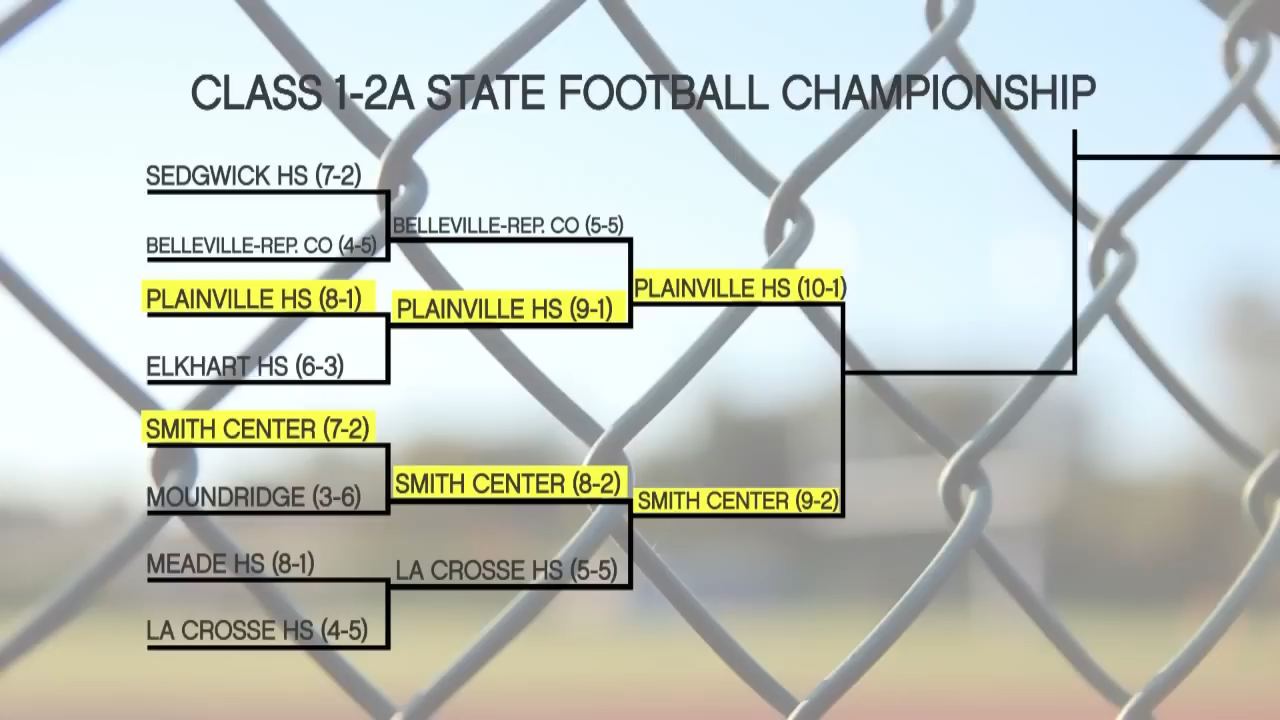 CLASS 1-2A STATE FOOTBALL CHAMPIONSHIP
SEDGWICK HS (7-2)
BELLEVILLE-REP. CO (4-5)
PLAINVILLE HS (8-1)
ELKHART HS (6-3)
SMITH CENTER (7-2)
MOUNDRIDGE (3-6)
MEADE HS (8-1)
LA CROSSE HS (4-5)
BELLEVILLE-REP. CO (5-5)
PLAINVILLE HS (9-1)
SMITH CENTER (8-2)
LA CROSSE HS (5-5)
PLAINVILLE HS (10-1)
SMITH CENTER (9-2)